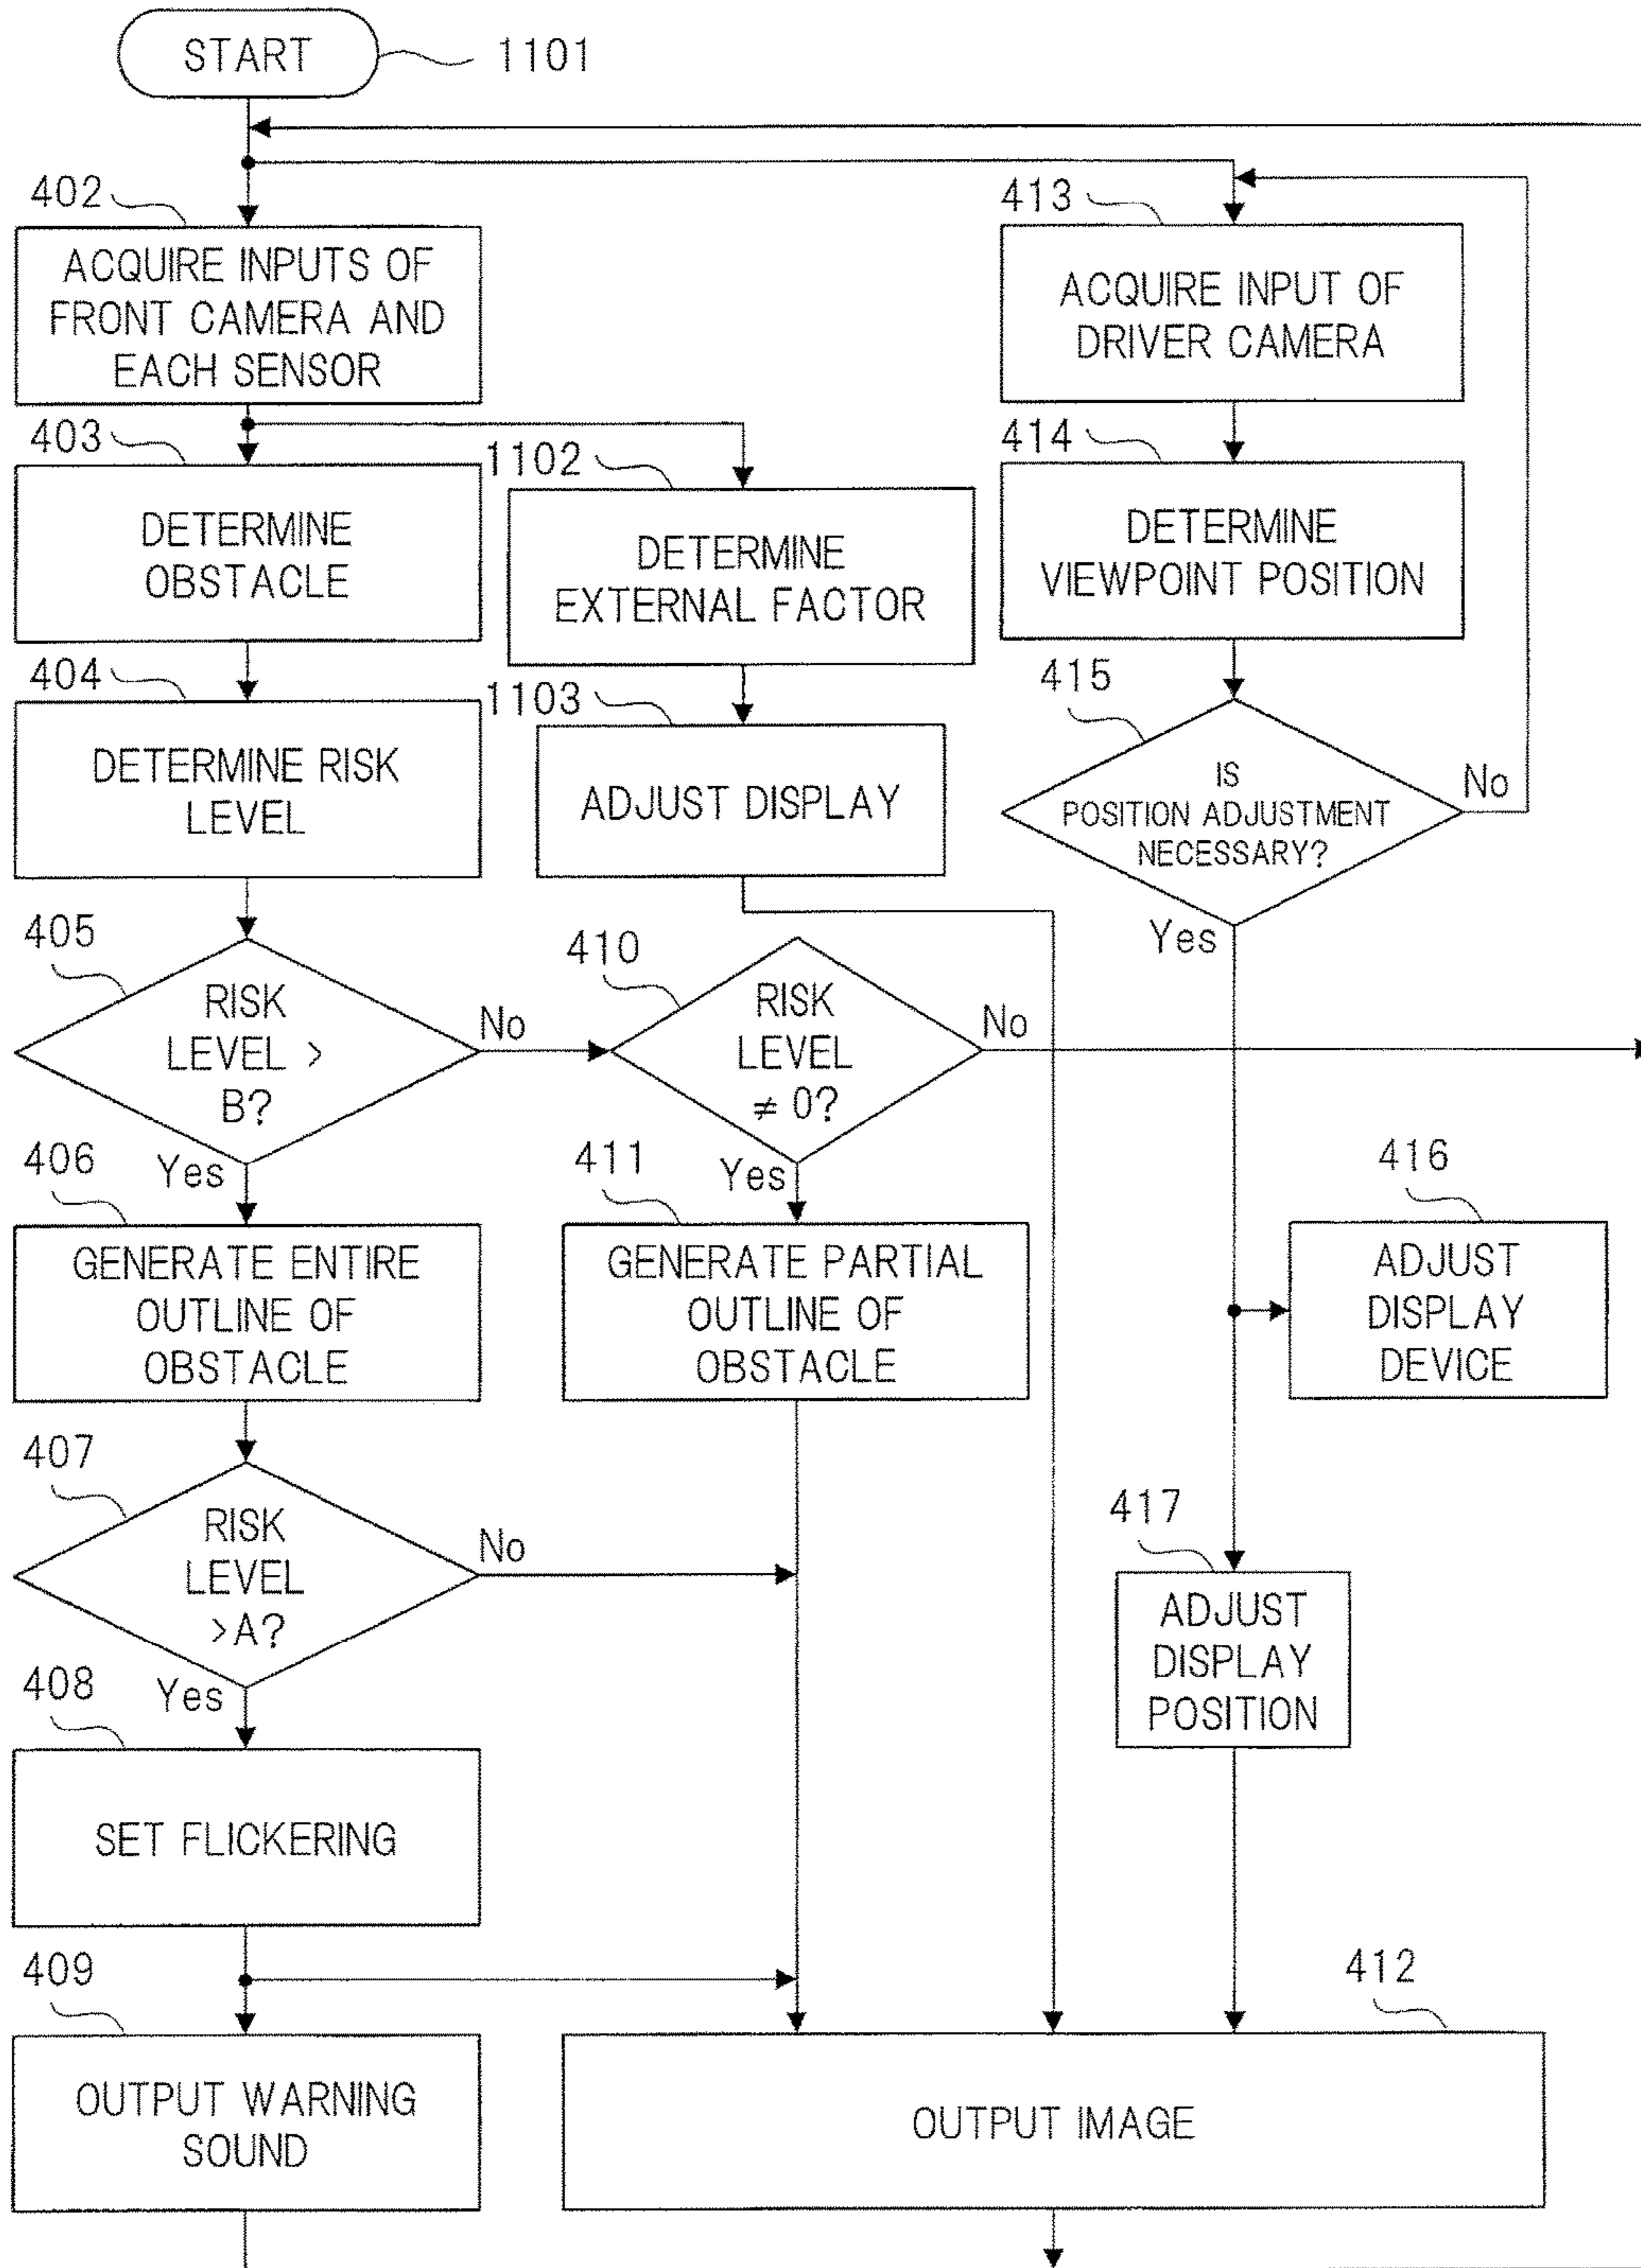 START
1101
402
ACQUIRE INPUTS OF
FRONT CAMERA AND
EACH SENSOR
403
DETERMINE
OBSTACLE
404
DETERMINE RISK
LEVEL
405
RISK
LEVEL >
B?
No
Yes
406
GENERATE ENTIRE
OUTLINE OF
OBSTACLE
407
RISK
LEVEL
>A?
No
Yes
408
SET FLICKERING
409
OUTPUT WARNING
SOUND
1102
DETERMINE
EXTERNAL FACTOR
1103
ADJUST DISPLAY
410
RISK
LEVEL
≠ 0?
No
Yes
411
GENERATE PARTIAL
OUTLINE OF
OBSTACLE
413
ACQUIRE INPUT OF
DRIVER CAMERA
414
DETERMINE
VIEWPOINT POSITION
415
IS
POSITION ADJUSTMENT
NECESSARY?
No
Yes
416
ADJUST
DISPLAY
DEVICE
417
ADJUST
DISPLAY
POSITION
412
OUTPUT IMAGE